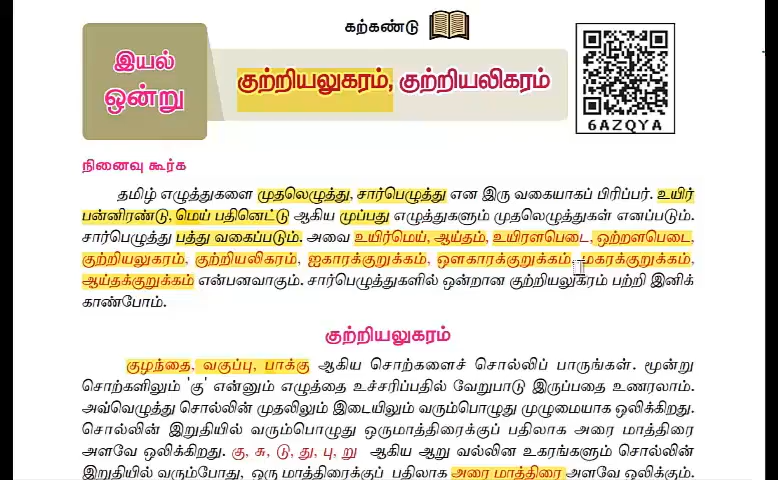 கற்கண்டு
இயல்
ஒன்று
குற்றியலுகரம், குற்றியலிகரம்
6AZQYA
நினைவு கூர்க
தமிழ் எழுத்துகளை முதலெழுத்து, சார்பெழுத்து என இரு வகையாகப் பிரிப்பர். உயிர்
பன்னிரண்டு, மெய் பதினெட்டு ஆகிய முப்பது எழுத்துகளும் முதலெழுத்துகள் எனப்படும்.
சார்பெழுத்து பத்து வகைப்படும். அவை உயிர்மெய், ஆய்தம், உயிரளபெடை, ஒற்றளபெடை,
குற்றியலுகரம், குற்றியலிகரம், ஐகாரக்குறுக்கம், ஔகாரக்குறுக்கம், மகரக்குறுக்கம்,
ஆய்தக்குறுக்கம் என்பனவாகும். சார்பெழுத்துகளில் ஒன்றான குற்றியலுகரம் பற்றி இனிக்
காண்போம்.
குற்றியலுகரம்
குழந்தை, வகுப்பு, பாக்கு ஆகிய சொற்களைச் சொல்லிப் பாருங்கள். மூன்று
சொற்களிலும் 'கு' என்னும் எழுத்தை உச்சரிப்பதில் வேறுபாடு இருப்பதை உணரலாம்.
அவ்வெழுத்து சொல்லின் முதலிலும் இடையிலும் வரும்பொழுது முழுமையாக ஒலிக்கிறது.
சொல்லின் இறுதியில் வரும்பொழுது ஒருமாத்திரைக்குப் பதிலாக அரை மாத்திரை
அளவே ஒலிக்கிறது. கு, சு, டு, து, பு, று ஆகிய ஆறு வல்லின உகரங்களும் சொல்லின்
இறுதியில் வரும்போது, ஒரு மாத்திரைக்குப் பதிலாக அரை மாத்திரை அளவே ஒலிக்கும்.